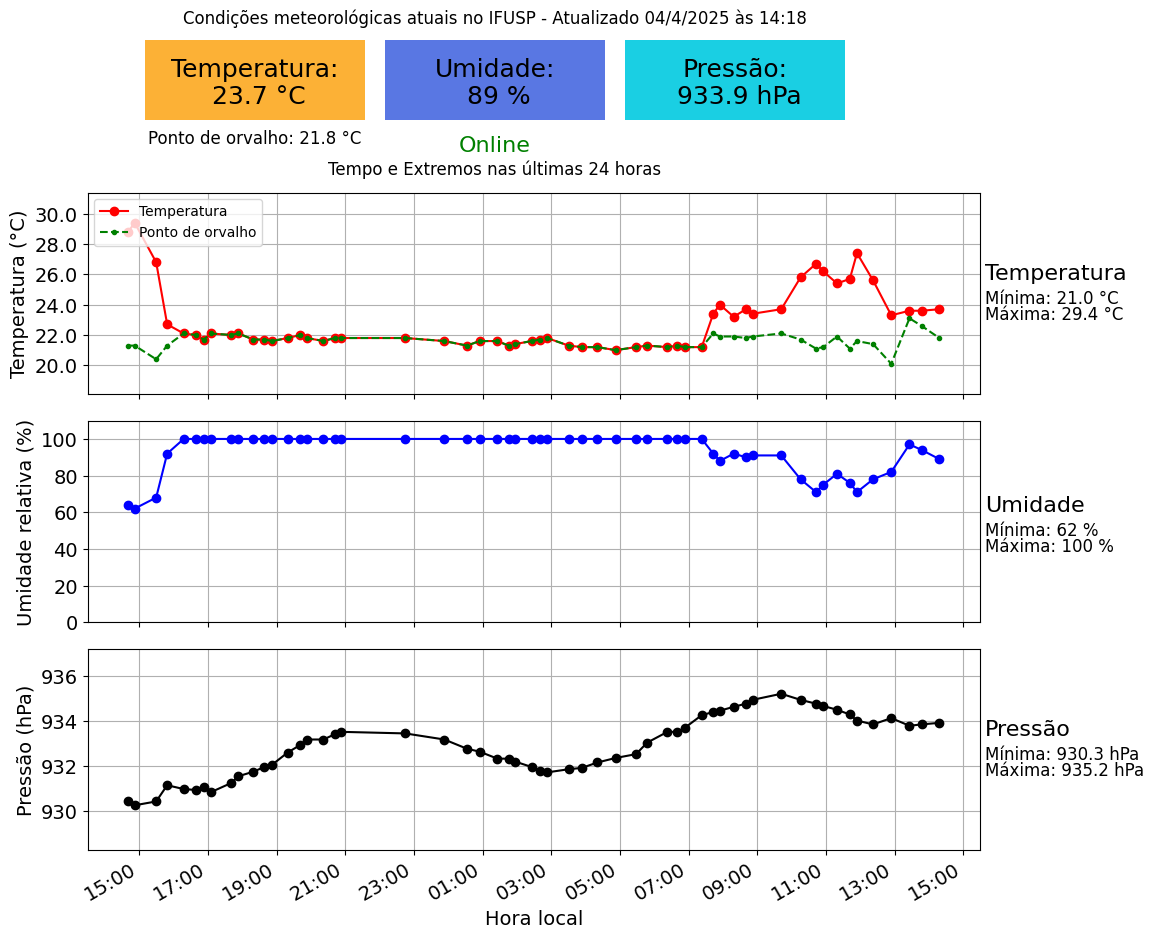 Condições meteorológicas atuais no IFUSP - Atualizado 04/4/2025 às 14:18
Temperatura:
23.7 °C
Umidade:
89 %
Pressão:
933.9 hPa
Ponto de orvalho: 21.8 °C
Online
Tempo e Extremos nas últimas 24 horas
Temperatura (°C)
30.0
28.0
26.0
24.0
22.0
20.0
Temperatura
Ponto de orvalho
Temperatura
Mínima: 21.0 °C
Máxima: 29.4 °C
Umidade relativa (%)
100
80
60
40
20
0
Umidade
Mínima: 62 %
Máxima: 100 %
Pressão (hPa)
936
934
932
930
Pressão
Mínima: 930.3 hPa
Máxima: 935.2 hPa
15:00
17:00
19:00
21:00
23:00
01:00
03:00
05:00
07:00
09:00
11:00
13:00
15:00
Hora local